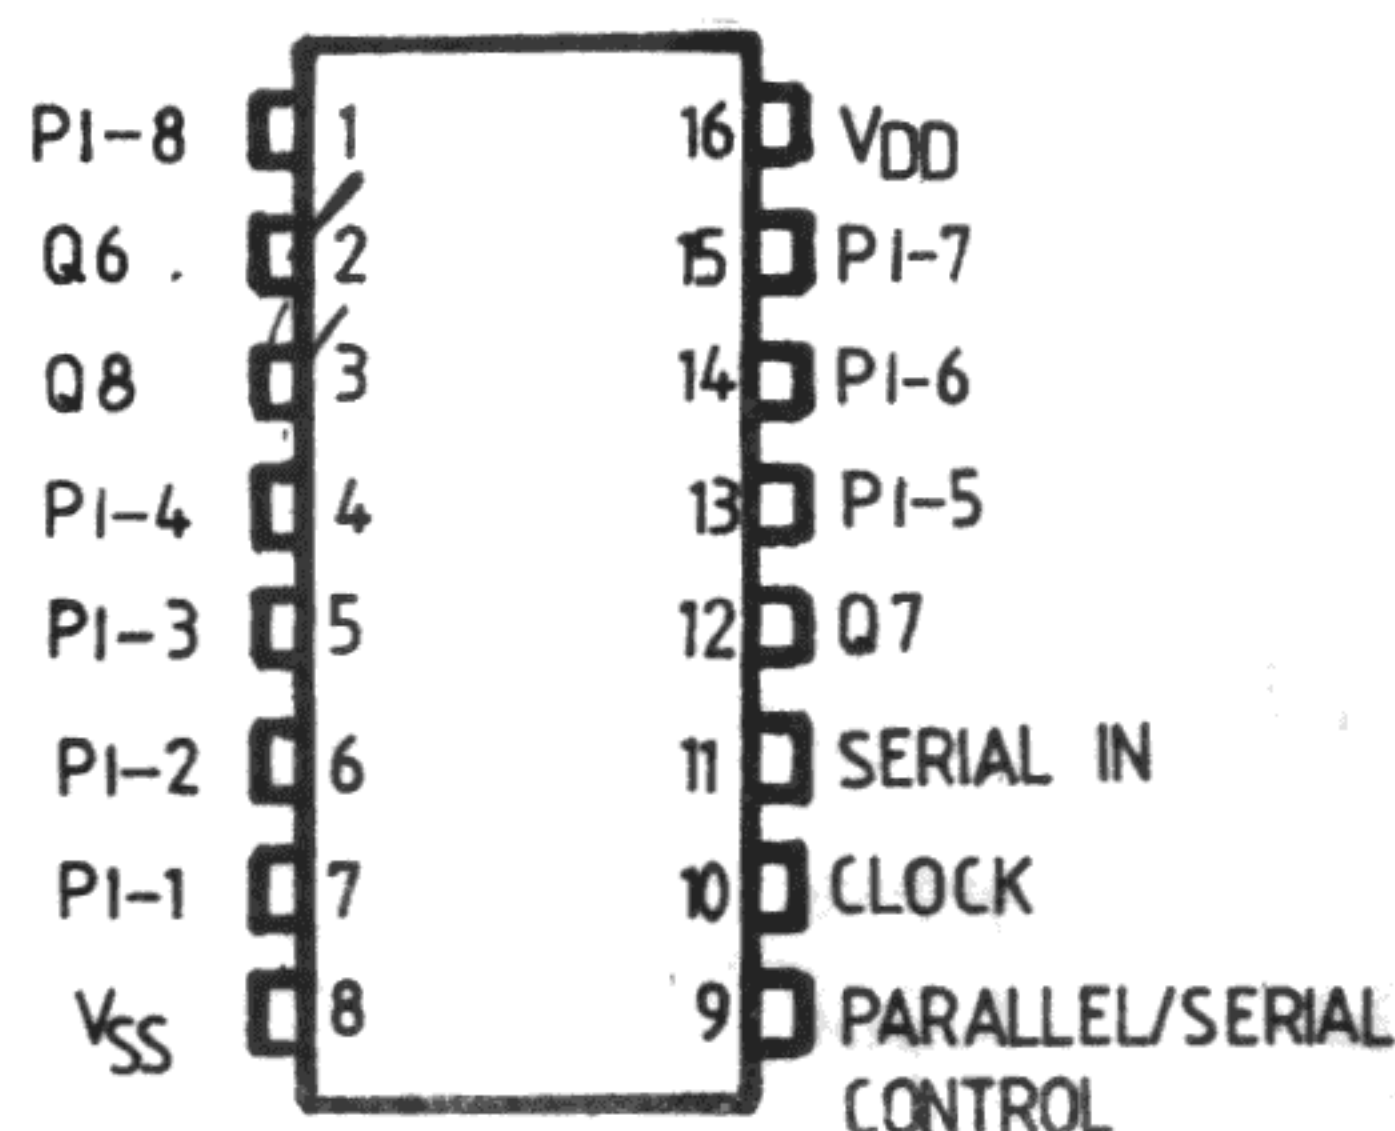 PI-8 1 16 VDD
Q6 . 2 15 PI-7
Q8 3 14 PI-6
PI-4 4 13 PI-5
PI-3 5 12 Q7
PI-2 6 11 SERIAL IN
PI-1 7 10 CLOCK
VSS 8 9 PARALLEL/SERIAL
CONTROL